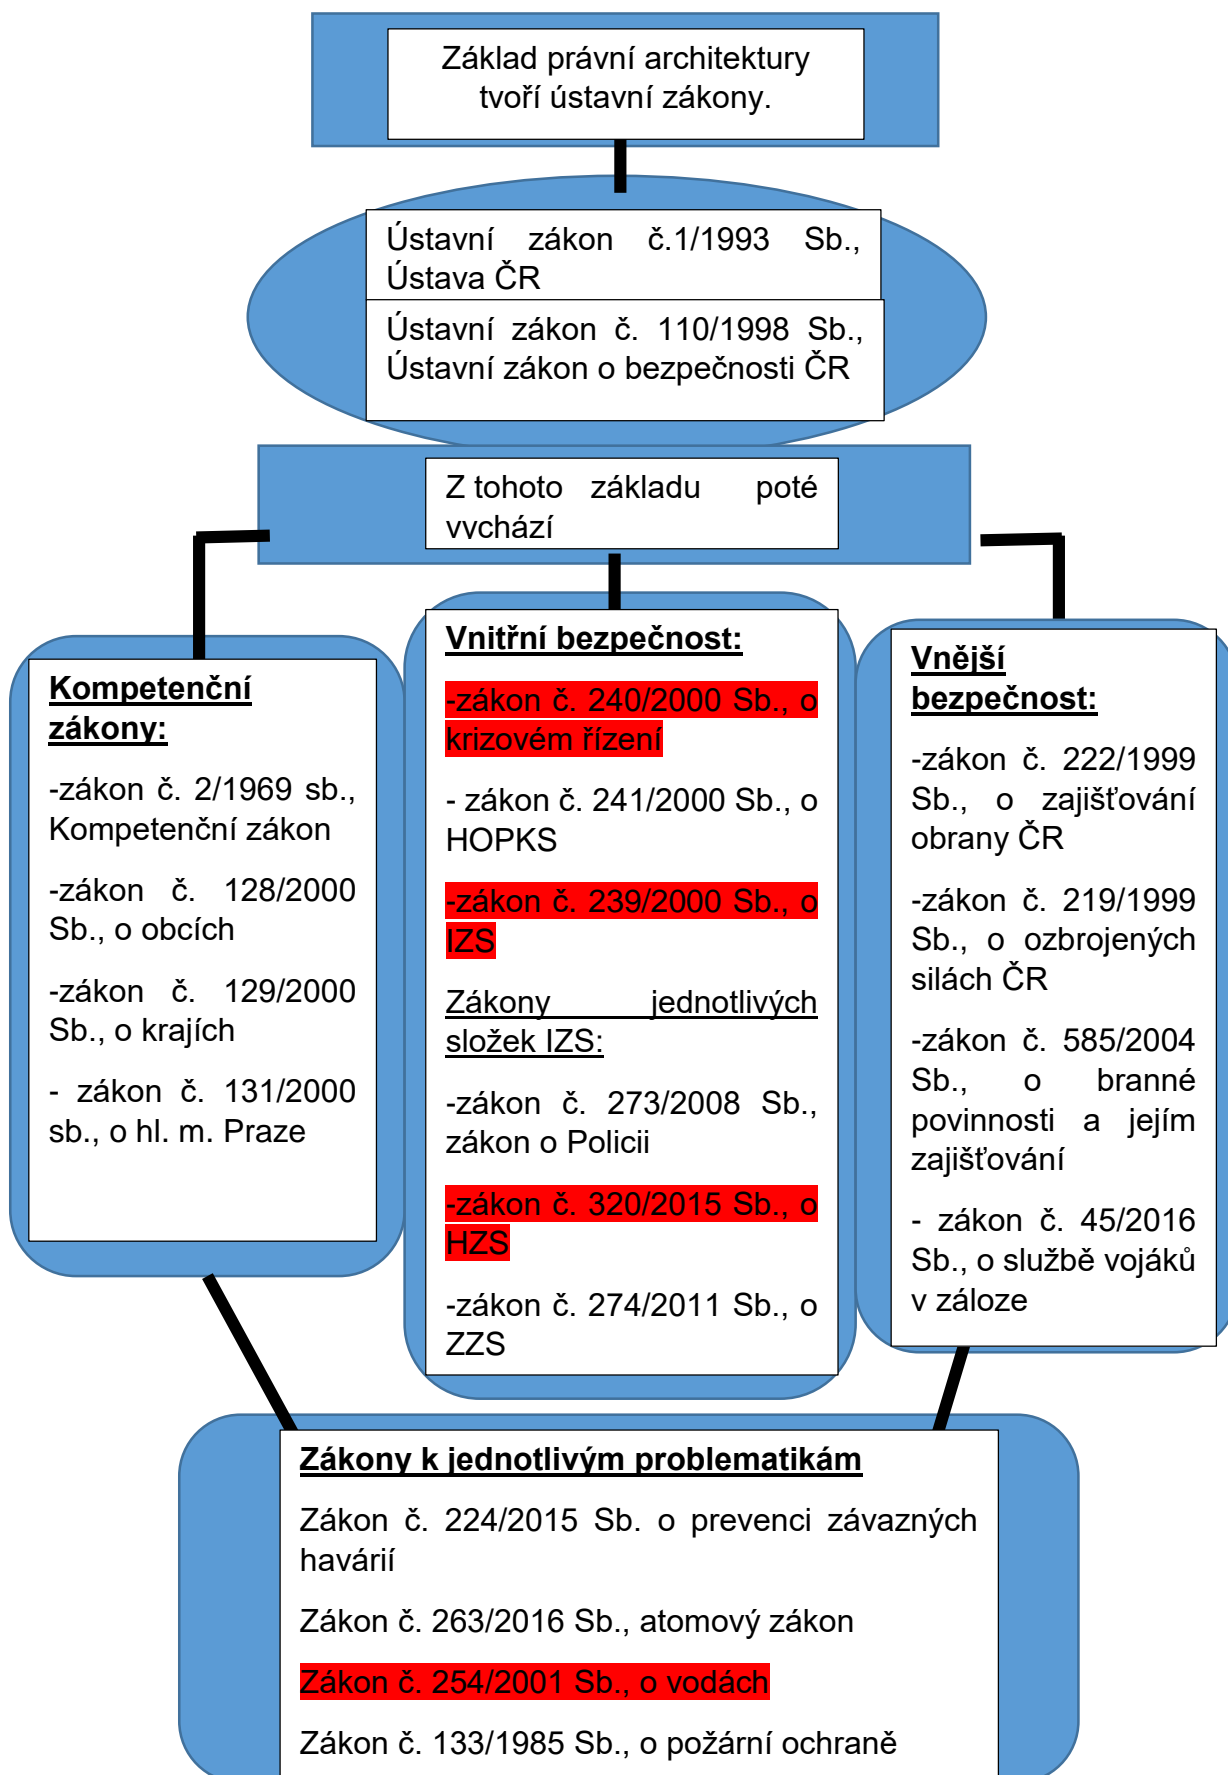 Základ právní architektury
tvoří ústavní zákony.
Ústavní zákon č.1/1993 Sb.,
Ústava ČR
Ústavní zákon č. 110/1998 Sb.,
Ústavní zákon o bezpečnosti ČR
Z tohoto základu poté
vychází
Kompetenční
zákony:
-zákon č. 2/1969 sb.,
Kompetenční zákon
-zákon č. 128/2000
Sb., o obcích
-zákon č. 129/2000
Sb., o krajích
- zákon č. 131/2000
sb., o hl. m. Praze
Vnitřní bezpečnost:
-zákon č. 240/2000 Sb., o
krizovém řízení
- zákon č. 241/2000 Sb., o
HOPKS
-zákon č. 239/2000 Sb., o
IZS
Zákony jednotlivých
složek IZS:
-zákon č. 273/2008 Sb.,
zákon o Policii
-zákon č. 320/2015 Sb., o
HZS
-zákon č. 274/2011 Sb., o
ZZS
Vnější
bezpečnost:
-zákon č. 222/1999
Sb., o zajišťování
obrany ČR
-zákon č. 219/1999
Sb., o ozbrojených
silách ČR
-zákon č. 585/2004
Sb., o branné
povinnosti a jejím
zajišťování
- zákon č. 45/2016
Sb., o službě vojáků
v záloze
Zákony k jednotlivým problematikám
Zákon č. 224/2015 Sb. o prevenci závazných
havárií
Zákon č. 263/2016 Sb., atomový zákon
Zákon č. 254/2001 Sb., o vodách
Zákon č. 133/1985 Sb., o požární ochraně